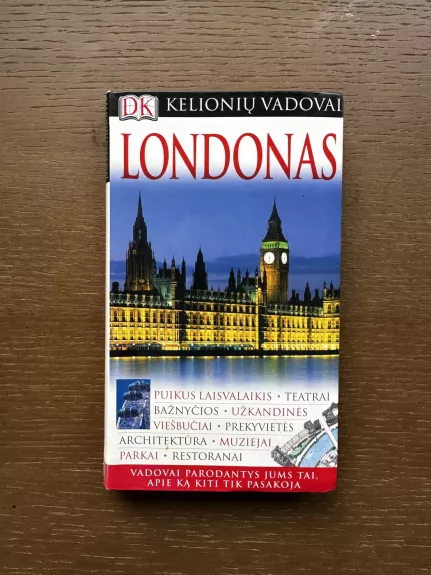 DK KELIONIŲ VADOVAI
LONDONAS
PUIKUS LAISVALAIKIS • TEATRAI
BAŽNYČIOS • UŽKANDINĖS
VIEŠBUČIAI • PREKYVIETĖS
ARCHITEKTŪRA • MUZIEJAI
PARKAI • RESTORANAI
VADOVAI PARODANTYS JUMS TAI,
APIE KĄ KITI TIK PASAKOJA